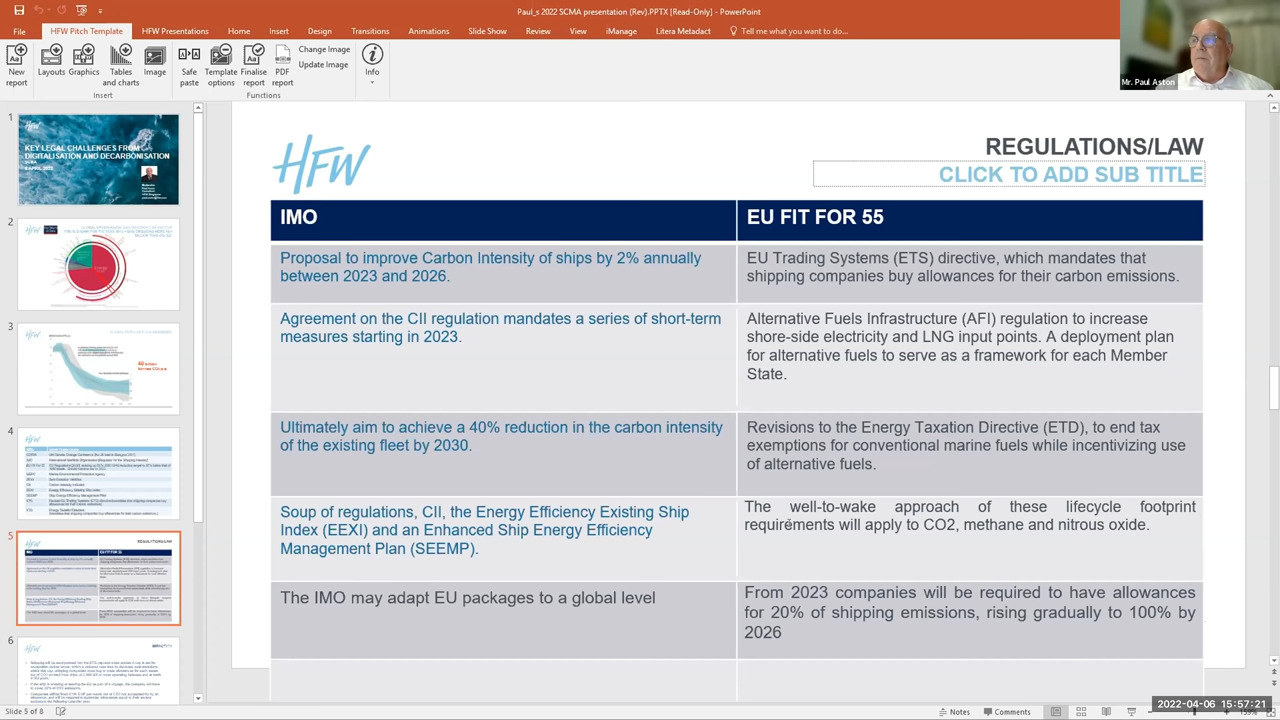 Paul_s 2022 SCMA presentation (Rev).PPTX [Read-Only] - PowerPoint
File HFW Pitch Template HFW Presentations Home Insert Design Transitions Animations Slide Show Review View iManage Litera Metadact Tell me what you want to do...
New report
Layouts
Graphics
Tables and charts
Image
Safe paste
Template options
Finalise report
PDF report
Change Image
Update Image
Info
Insert
Functions
Mr. Paul Aston
1
HFW
KEY LEGAL CHALLENGES FROM
DIGITALISATION AND DECARBONISATION
2
3
4
5
6
HFW
REGULATIONS/LAW
CLICK TO ADD SUB TITLE
IMO
EU FIT FOR 55
Proposal to improve Carbon Intensity of ships by 2% annually
between 2023 and 2026.
EU Trading Systems (ETS) directive, which mandates that
shipping companies buy allowances for their carbon emissions.
Agreement on the CII regulation mandates a series of short-term
measures starting in 2023.
Alternative Fuels Infrastructure (AFI) regulation to increase
shore-side electricity and LNG input points. A deployment plan
for alternative fuels to serve as a framework for each Member
State.
Ultimately aim to achieve a 40% reduction in the carbon intensity
of the existing fleet by 2030.
Revisions to the Energy Taxation Directive (ETD), to end tax
exemptions for conventional marine fuels while incentivizing use
of alternative fuels.
Soup of regulations, CII, the Energy Efficiency Existing Ship
Index (EEXI) and an Enhanced Ship Energy Efficiency
Management Plan (SEEMP).
The well-to-wake approach of these lifecycle footprint
requirements will apply to CO2, methane and nitrous oxide.
The IMO may adapt EU packages on global level
From 2023 companies will be required to have allowances
for 20% of shipping emissions, rising gradually to 100% by
2026
Slide 5 of 8
Notes
Comments
2022-04-06 15:57:21